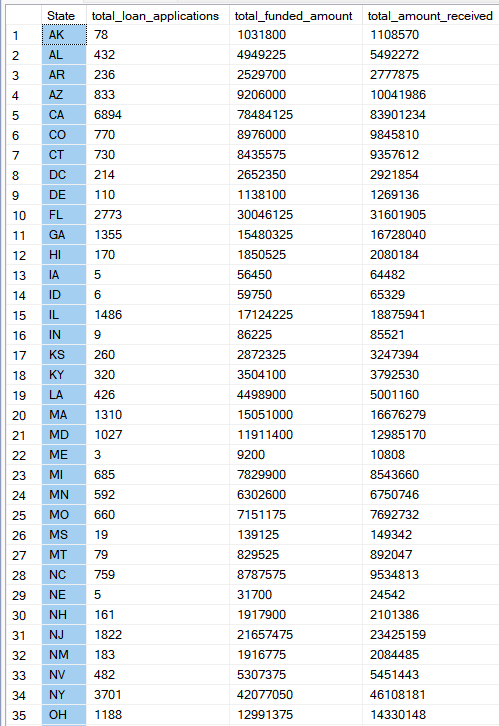 State total_loan_applications total_funded_amount total_amount_received
1 AK 78 1031800 1108570
2 AL 432 4949225 5492272
3 AR 236 2529700 2777875
4 AZ 833 9206000 10041986
5 CA 6894 78484125 83901234
6 CO 770 8976000 9845810
7 CT 730 8435575 9357612
8 DC 214 2652350 2921854
9 DE 110 1138100 1269136
10 FL 2773 30046125 31601905
11 GA 1355 15480325 16728040
12 HI 170 1850525 2080184
13 IA 5 56450 64482
14 ID 6 59750 65329
15 IL 1486 17124225 18875941
16 IN 9 86225 85521
17 KS 260 2872325 3247394
18 KY 320 3504100 3792530
19 LA 426 4498900 5001160
20 MA 1310 15051000 16676279
21 MD 1027 11911400 12985170
22 ME 3 9200 10808
23 MI 685 7829900 8543660
24 MN 592 6302600 6750746
25 MO 660 7151175 7692732
26 MS 19 139125 149342
27 MT 79 829525 892047
28 NC 759 8787575 9534813
29 NE 5 31700 24542
30 NH 161 1917900 2101386
31 NJ 1822 21657475 23425159
32 NM 183 1916775 2084485
33 NV 482 5307375 5451443
34 NY 3701 42077050 46108181
35 OH 1188 12991375 14330148